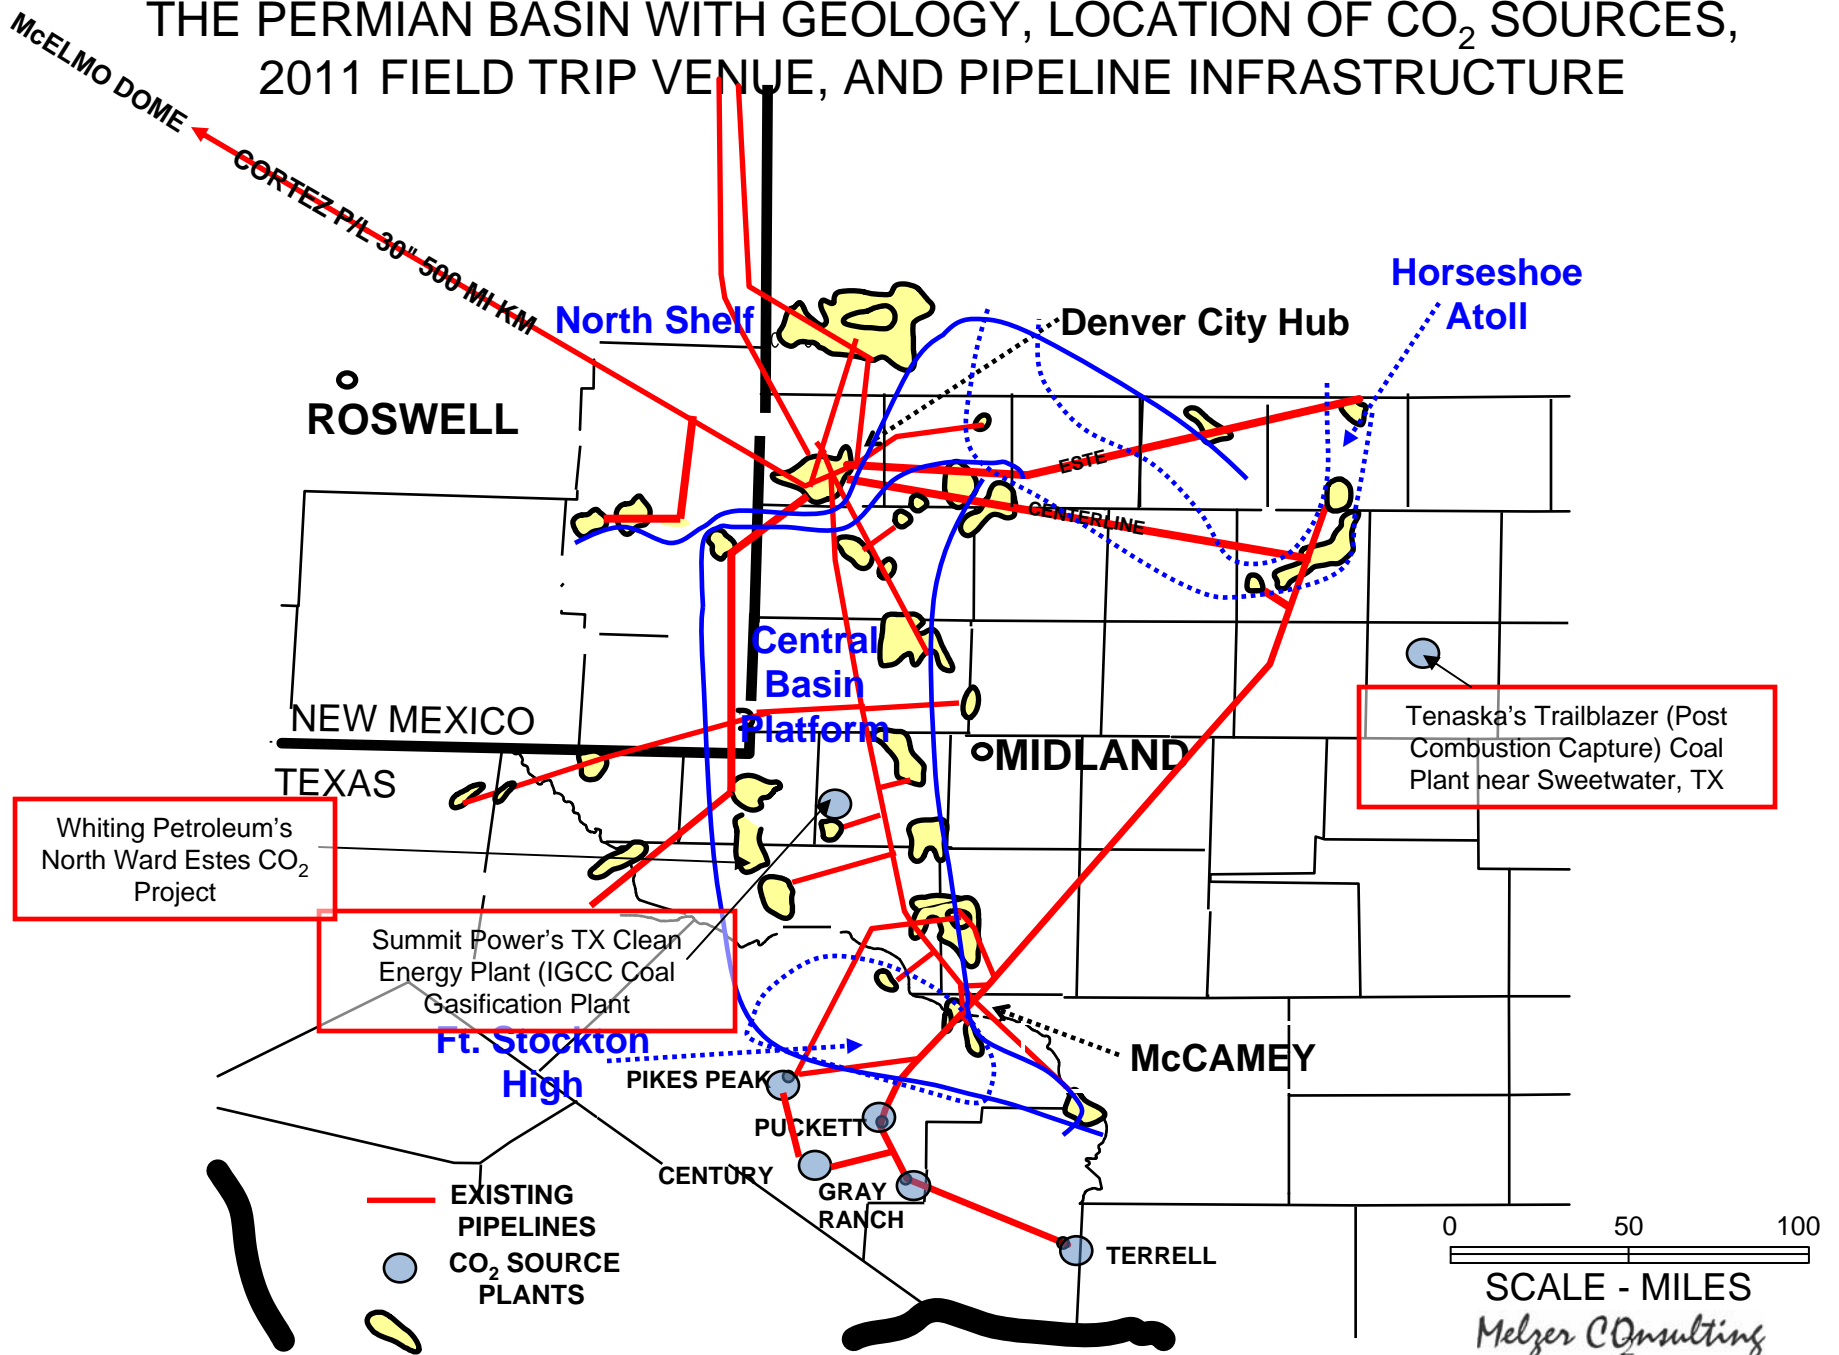 THE PERMIAN BASIN WITH GEOLOGY, LOCATION OF CO2 SOURCES,
2011 FIELD TRIP VENUE, AND PIPELINE INFRASTRUCTURE
McELMO DOME
CORTEZ P/L 30" 500 MI KM
North Shelf
Denver City Hub
Horseshoe
Atoll
ROSWELL
ESTE
CENTERLINE
Central
Basin
Platform
NEW MEXICO
TEXAS
MIDLAND
Tenaska's Trailblazer (Post
Combustion Capture) Coal
Plant near Sweetwater, TX
Whiting Petroleum's
North Ward Estes CO2
Project
Summit Power's TX Clean
Energy Plant (IGCC Coal
Gasification Plant
Ft. Stockton
High
McCAMEY
PIKES PEAK
PUCKETT
CENTURY
GRAY
RANCH
TERRELL
EXISTING
PIPELINES
CO2 SOURCE
PLANTS
0 50 100
SCALE - MILES
Melzer COnsulting